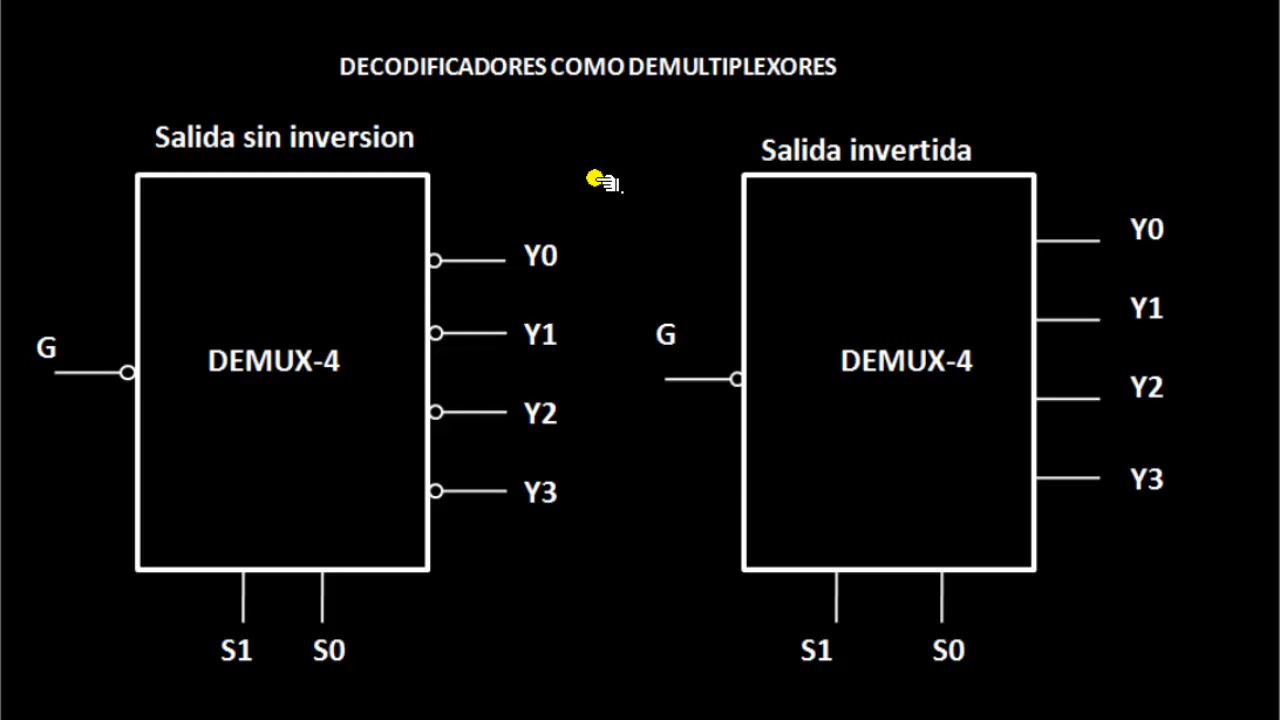 DECODIFICADORES COMO DEMULTIPLEXORES
Salida sin inversion
G
DEMUX-4
Y0
Y1
Y2
Y3
S1 S0
Salida invertida
G
DEMUX-4
Y0
Y1
Y2
Y3
S1 S0